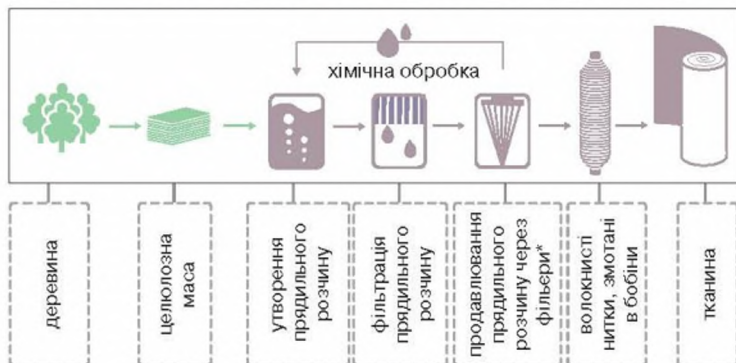 хімічна обробка
деревина
целюлозна
маса
утворення
прядильного
розчину
фільтрація
прядильного
розчину
продавлювання
прядильного
розчину через
фільєри*
волокнисті
нитки, змотані
в бобіни
тканина